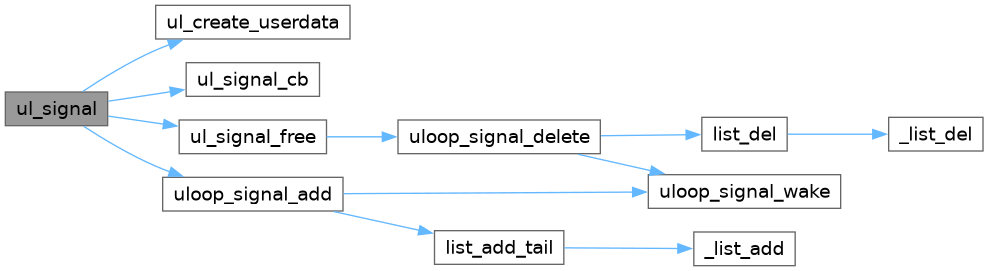 ul_create_userdata
ul_signal_cb
ul_signal
ul_signal_free
uloop_signal_delete
list_del
_list_del
uloop_signal_add
uloop_signal_wake
list_add_tail
_list_add